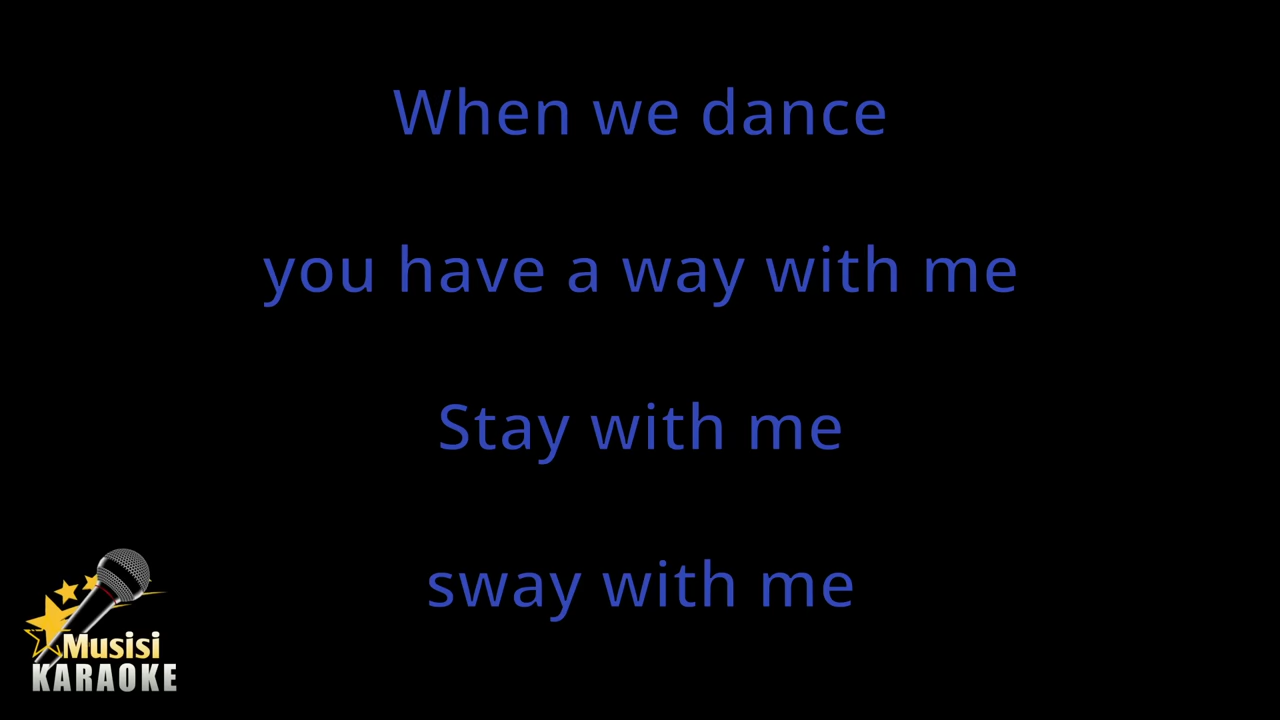 When we dance
you have a way with me
Stay with me
sway with me
Musisi
KARAOKE